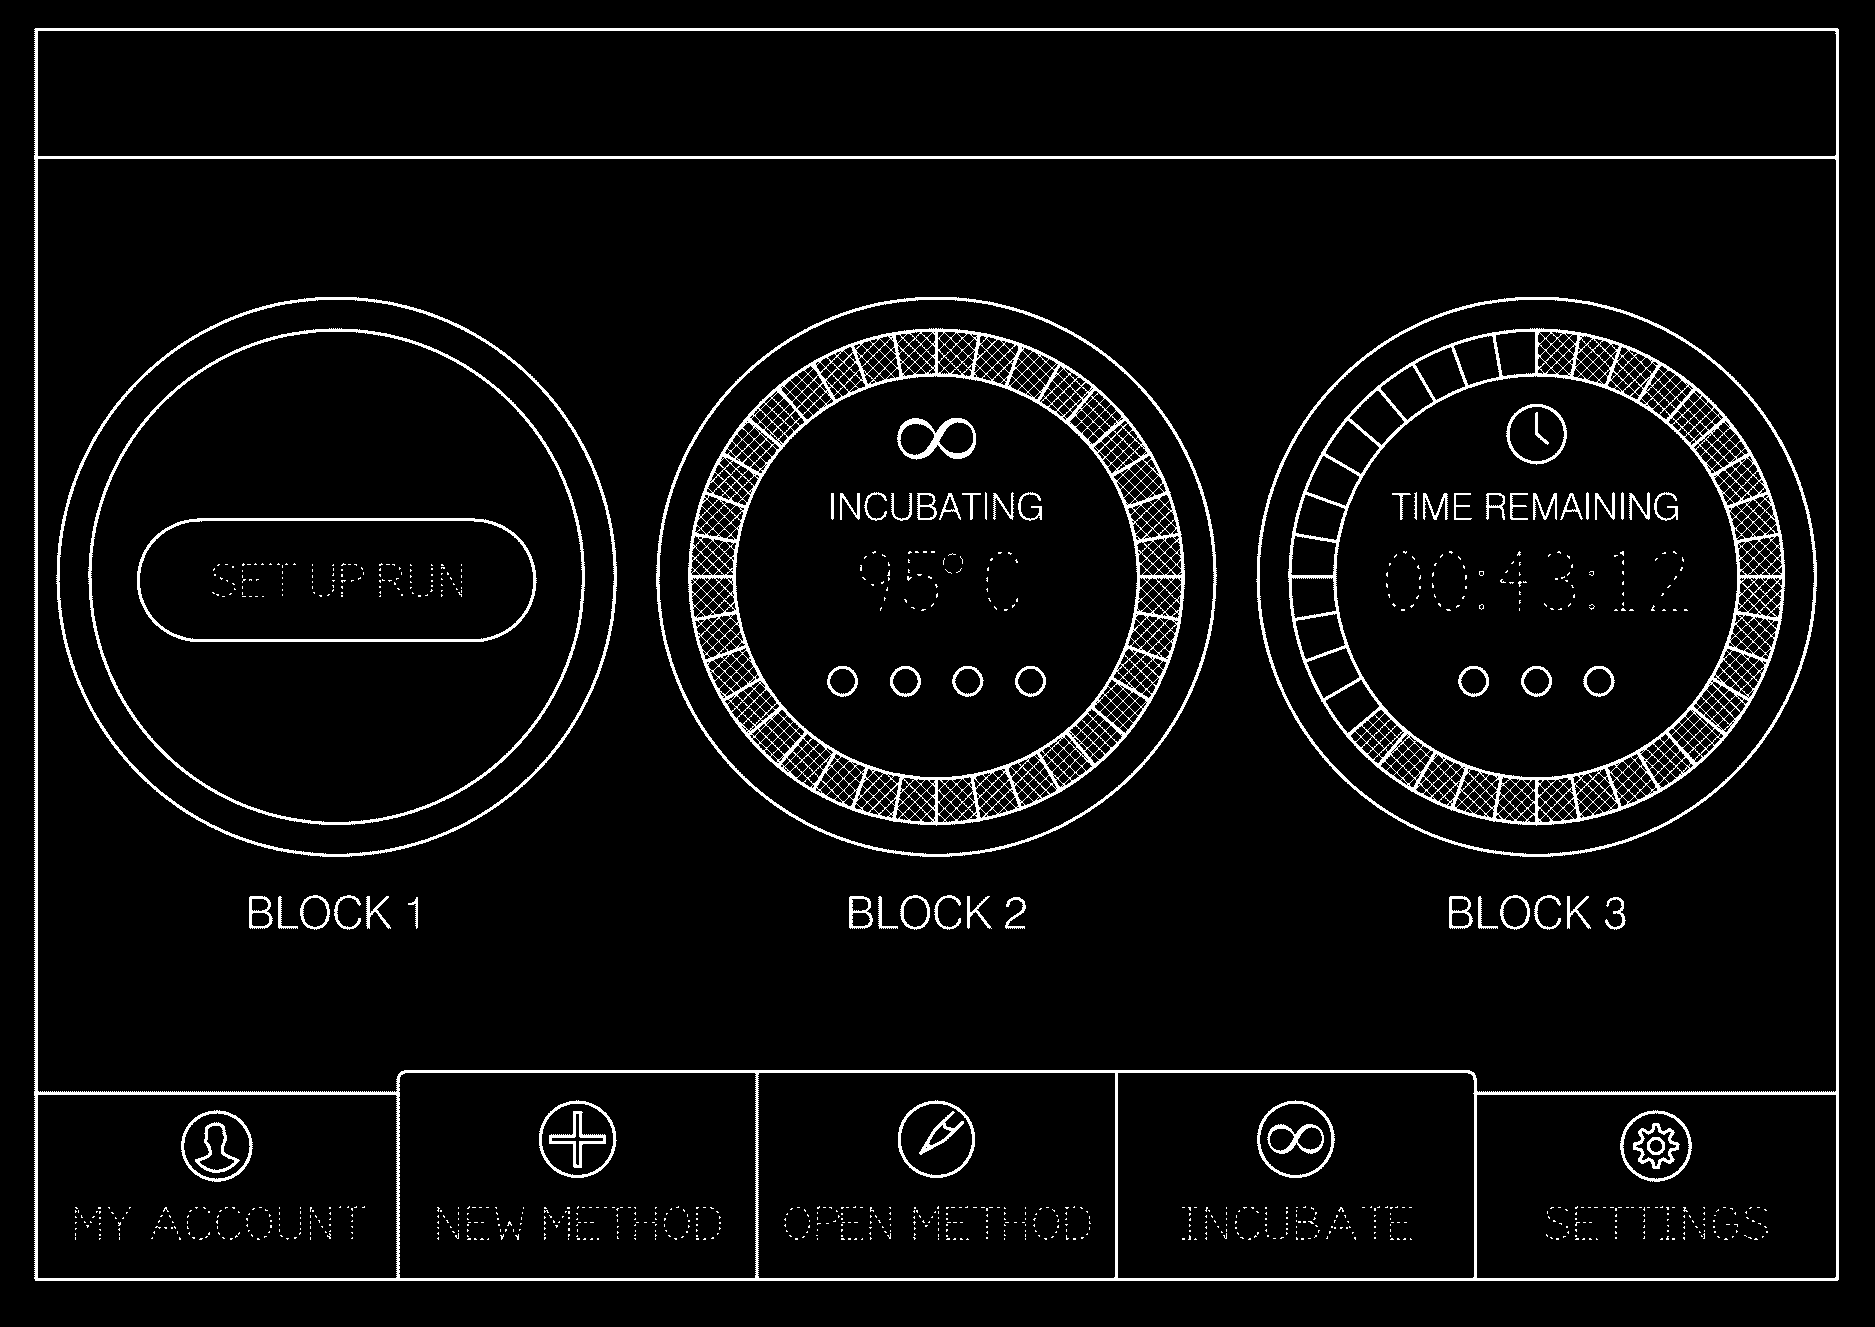 INCUBATING
TIME REMAINING
SET UP RUN
95°C
00:43:12
BLOCK 1
BLOCK 2
BLOCK 3
MY ACCOUNT
NEW METHOD
OPEN METHOD
INCUBATE
SETTINGS